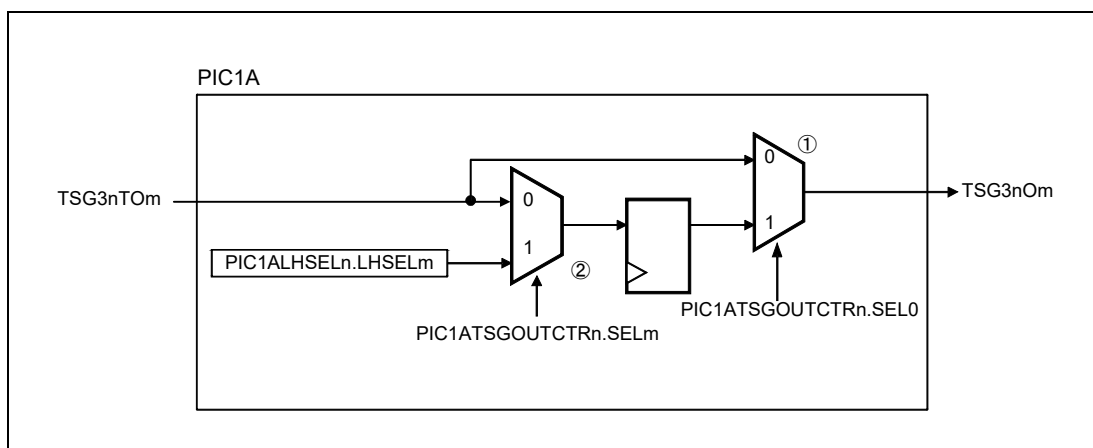 PIC1A
①
0
TSG3nTOm
0
TSG3nOm
1
1
PIC1ALHSELn.LHSELm
②
PIC1ATSGOUTCTRn.SEL0
PIC1ATSGOUTCTRn.SELm